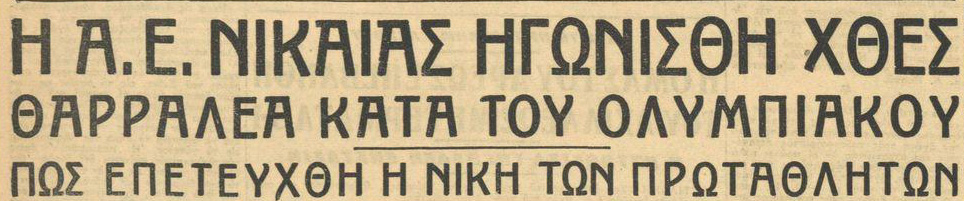 Η Α. Ε. ΝΙΚΑΙΑΣ ΗΓΩΝΙΣΘΗ ΧΘΕΣ
ΘΑΡΡΑΛΕΑ ΚΑΤΑ ΤΟΥ ΟΛΥΜΠΙΑΚΟΥ
ΠΩΣ ΕΠΕΤΕΥΧΘΗ Η ΝΙΚΗ ΤΩΝ ΠΡΩΤΑΘΛΗΤΩΝ